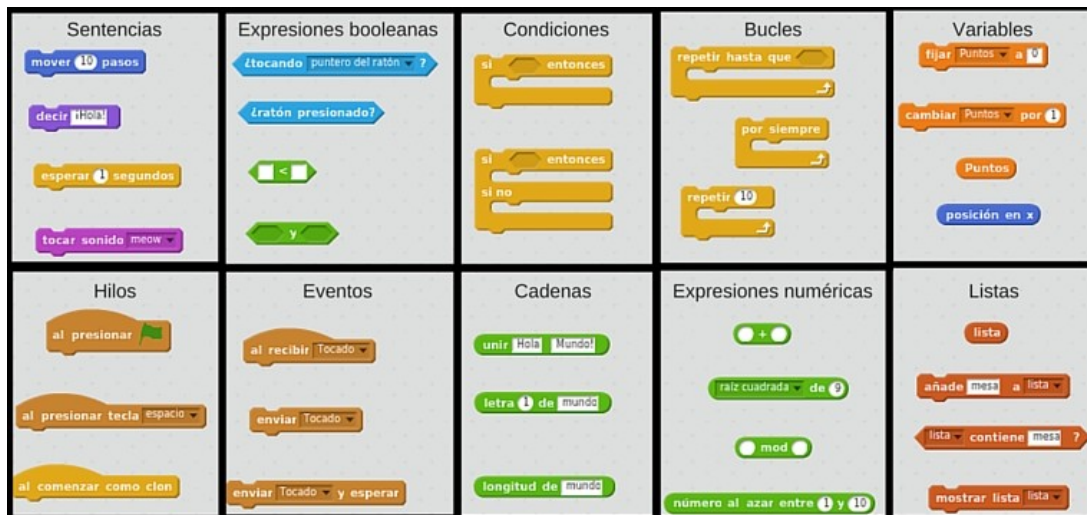 Sentencias
mover 10 pasos
decir ¡Hola!
esperar 1 segundos
tocar sonido meow
Expresiones booleanas
¿tocando puntero del ratón ?
¿ratón presionado?
<
y
Condiciones
si entonces
si entonces
si no
Bucles
repetir hasta que
por siempre
repetir 10
Variables
fijar Puntos a 0
cambiar Puntos por 1
Puntos
posición en x
Hilos
al presionar
al presionar tecla espacio
al comenzar como clon
Eventos
al recibir Tocado
enviar Tocado
enviar Tocado y esperar
Cadenas
unir Hola Mundo!
letra 1 de mundo
longitud de mundo
Expresiones numéricas
+
raíz cuadrada de 9
mod
número al azar entre 1 y 10
Listas
lista
añade mesa a lista
lista contiene mesa ?
mostrar lista lista